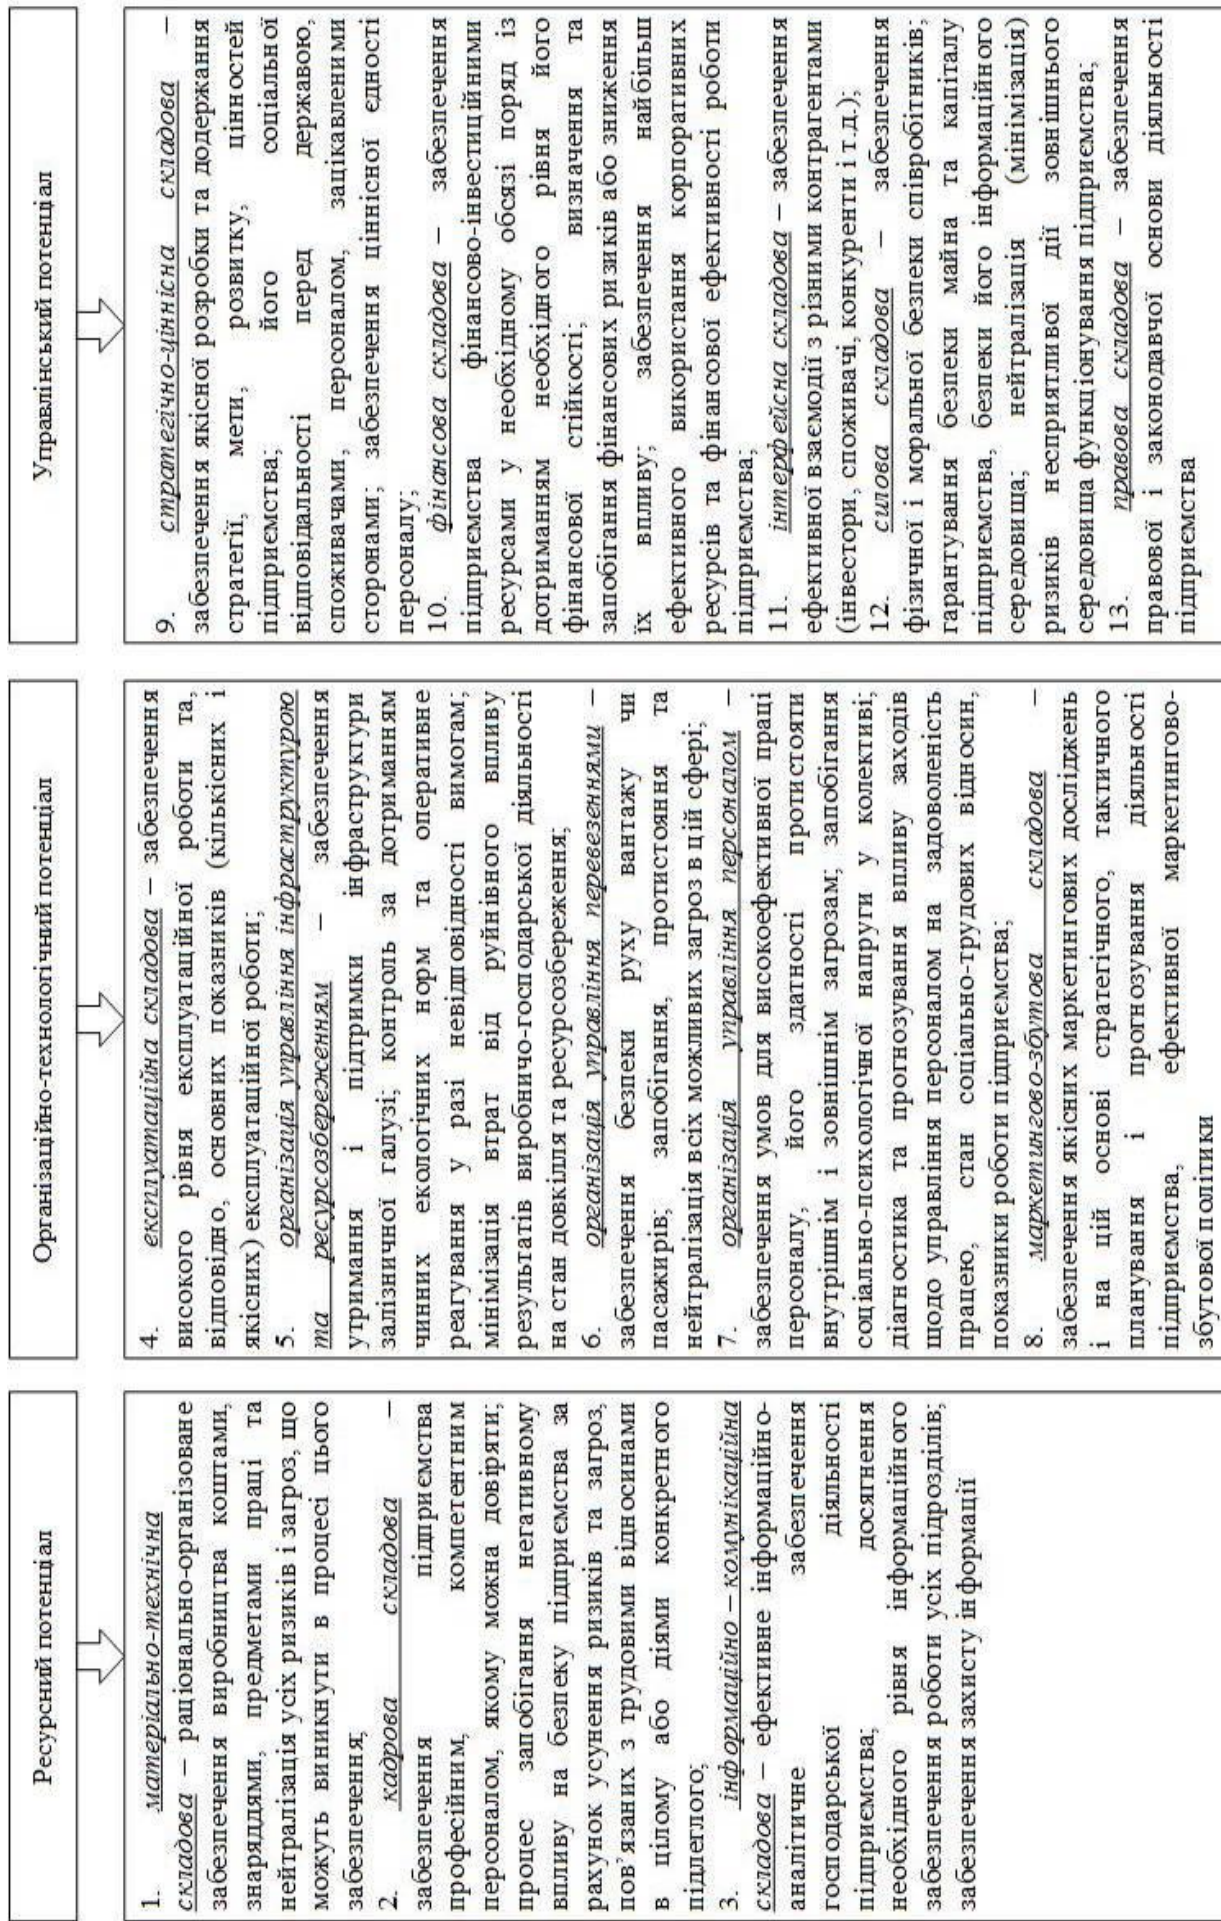 Ресурсний потенціал
1. матеріально-технічна
складова – раціонально-організоване
забезпечення виробництва коштами,
знаряддями, предметами праці та
нейтралізація усіх ризиків і загроз, що
можуть виникнути в процесі цього
забезпечення;
2. кадрова складова –
забезпечення підприємства
професійним, компетентним
персоналом, якому можна довіряти;
процес запобігання негативному
впливу на безпеку підприємства за
рахунок усунення ризиків та загроз,
пов'язаних з трудовими відносинами
в цілому або діями конкретного
підлеглого;
3. інформаційно – комунікаційна
складова – ефективне інформаційно-
аналітичне забезпечення
господарської діяльності
підприємства; досягнення
необхідного рівня інформаційного
забезпечення роботи усіх підрозділів;
забезпечення захисту інформації
Організаційно-технологічний потенціал
4. експлуатаційна складова – забезпечення
високого рівня експлуатаційної роботи та,
відповідно, основних показників (кількісних і
якісних) експлуатаційної роботи;
5. організація управління інфраструктурою
та ресурсозбереженням – забезпечення
утримання і підтримки інфраструктури
залізничної галузі; контроль за дотриманням
чинних екологічних норм та оперативне
реагування у разі невідповідності вимогам;
мінімізація втрат від руйнівного впливу
результатів виробничо-господарської діяльності
на стан довкілля та ресурсозбереження;
6. організація управління перевезеннями –
забезпечення безпеки руху вантажу чи
пасажирів; запобігання, протистояння та
нейтралізація всіх можливих загроз в цій сфері;
7. організація управління персоналом –
забезпечення умов для високоефективної праці
персоналу, його здатності протистояти
внутрішнім і зовнішнім загрозам; запобігання
соціально-психологічної напруги у колективі;
діагностика та прогнозування впливу заходів
щодо управління персоналом на задоволеність
працею, стан соціально-трудових відносин,
показники роботи підприємства;
8. маркетингово-збутова складова –
забезпечення якісних маркетингових досліджень
і на цій основі стратегічного, тактичного
планування і прогнозування діяльності
підприємства, ефективної маркетингово-
збутової політики
Управлінський потенціал
9. стратегічно-ціннісна складова –
забезпечення якісної розробки та додержання
стратегії, мети, розвитку, цінностей
підприємства; його соціальної
відповідальності перед державою,
споживачами, персоналом, зацікавленими
сторонами; забезпечення ціннісної єдності
персоналу;
10. фінансова складова – забезпечення
підприємства фінансово-інвестиційними
ресурсами у необхідному обсязі поряд із
дотриманням необхідного рівня його
фінансової стійкості; визначення та
запобігання фінансових ризиків або зниження
їх впливу; забезпечення найбільш
ефективного використання корпоративних
ресурсів та фінансової ефективності роботи
підприємства;
11. інтерфейсна складова – забезпечення
ефективної взаємодії з різними контрагентами
(інвестори, споживачі, конкуренти і т.д.);
12. силова складова – забезпечення
фізичної і моральної безпеки співробітників;
гарантування безпеки майна та капіталу
підприємства, безпеки його інформаційного
середовища; нейтралізація (мінімізація)
ризиків несприятливої дії зовнішнього
середовища функціонування підприємства;
13. правова складова – забезпечення
правової і законодавчої основи діяльності
підприємства